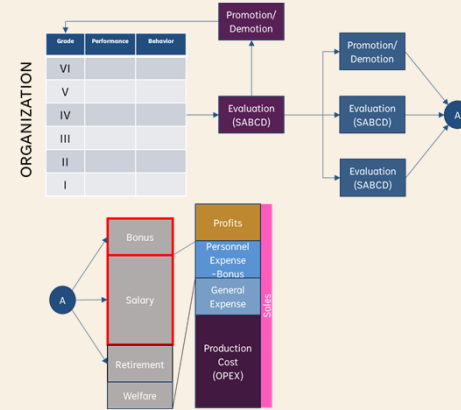 Promotion/
Demotion
Grade Performance Behavior
VI
V
IV
III
II
I
ORGANIZATION
Evaluation
(SABCD)
Promotion/
Demotion
Evaluation
(SABCD)
Evaluation
(SABCD)
A
A
Bonus
Salary
Retirement
Welfare
Profits
Personnel
Expense
-Bonus
General
Expense
Production
Cost
(OPEX)
Sales